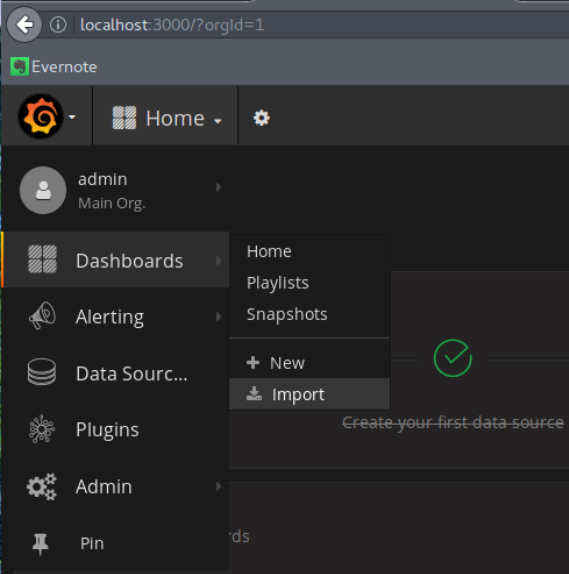 localhost:3000/?orgId=1
Evernote
Home
admin
Main Org.
Dashboards
Home
Playlists
Snapshots
New
Import
Alerting
Data Sourc...
Plugins
Admin
Pin
Create your first data source
rds